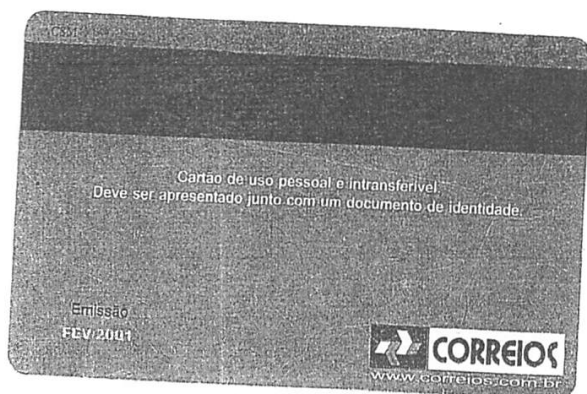 Cartão de uso pessoal e intransferível.
Deve ser apresentado junto com um documento de identidade.
Emissão
FEV/2001
CORREIOS
www.correios.com.br